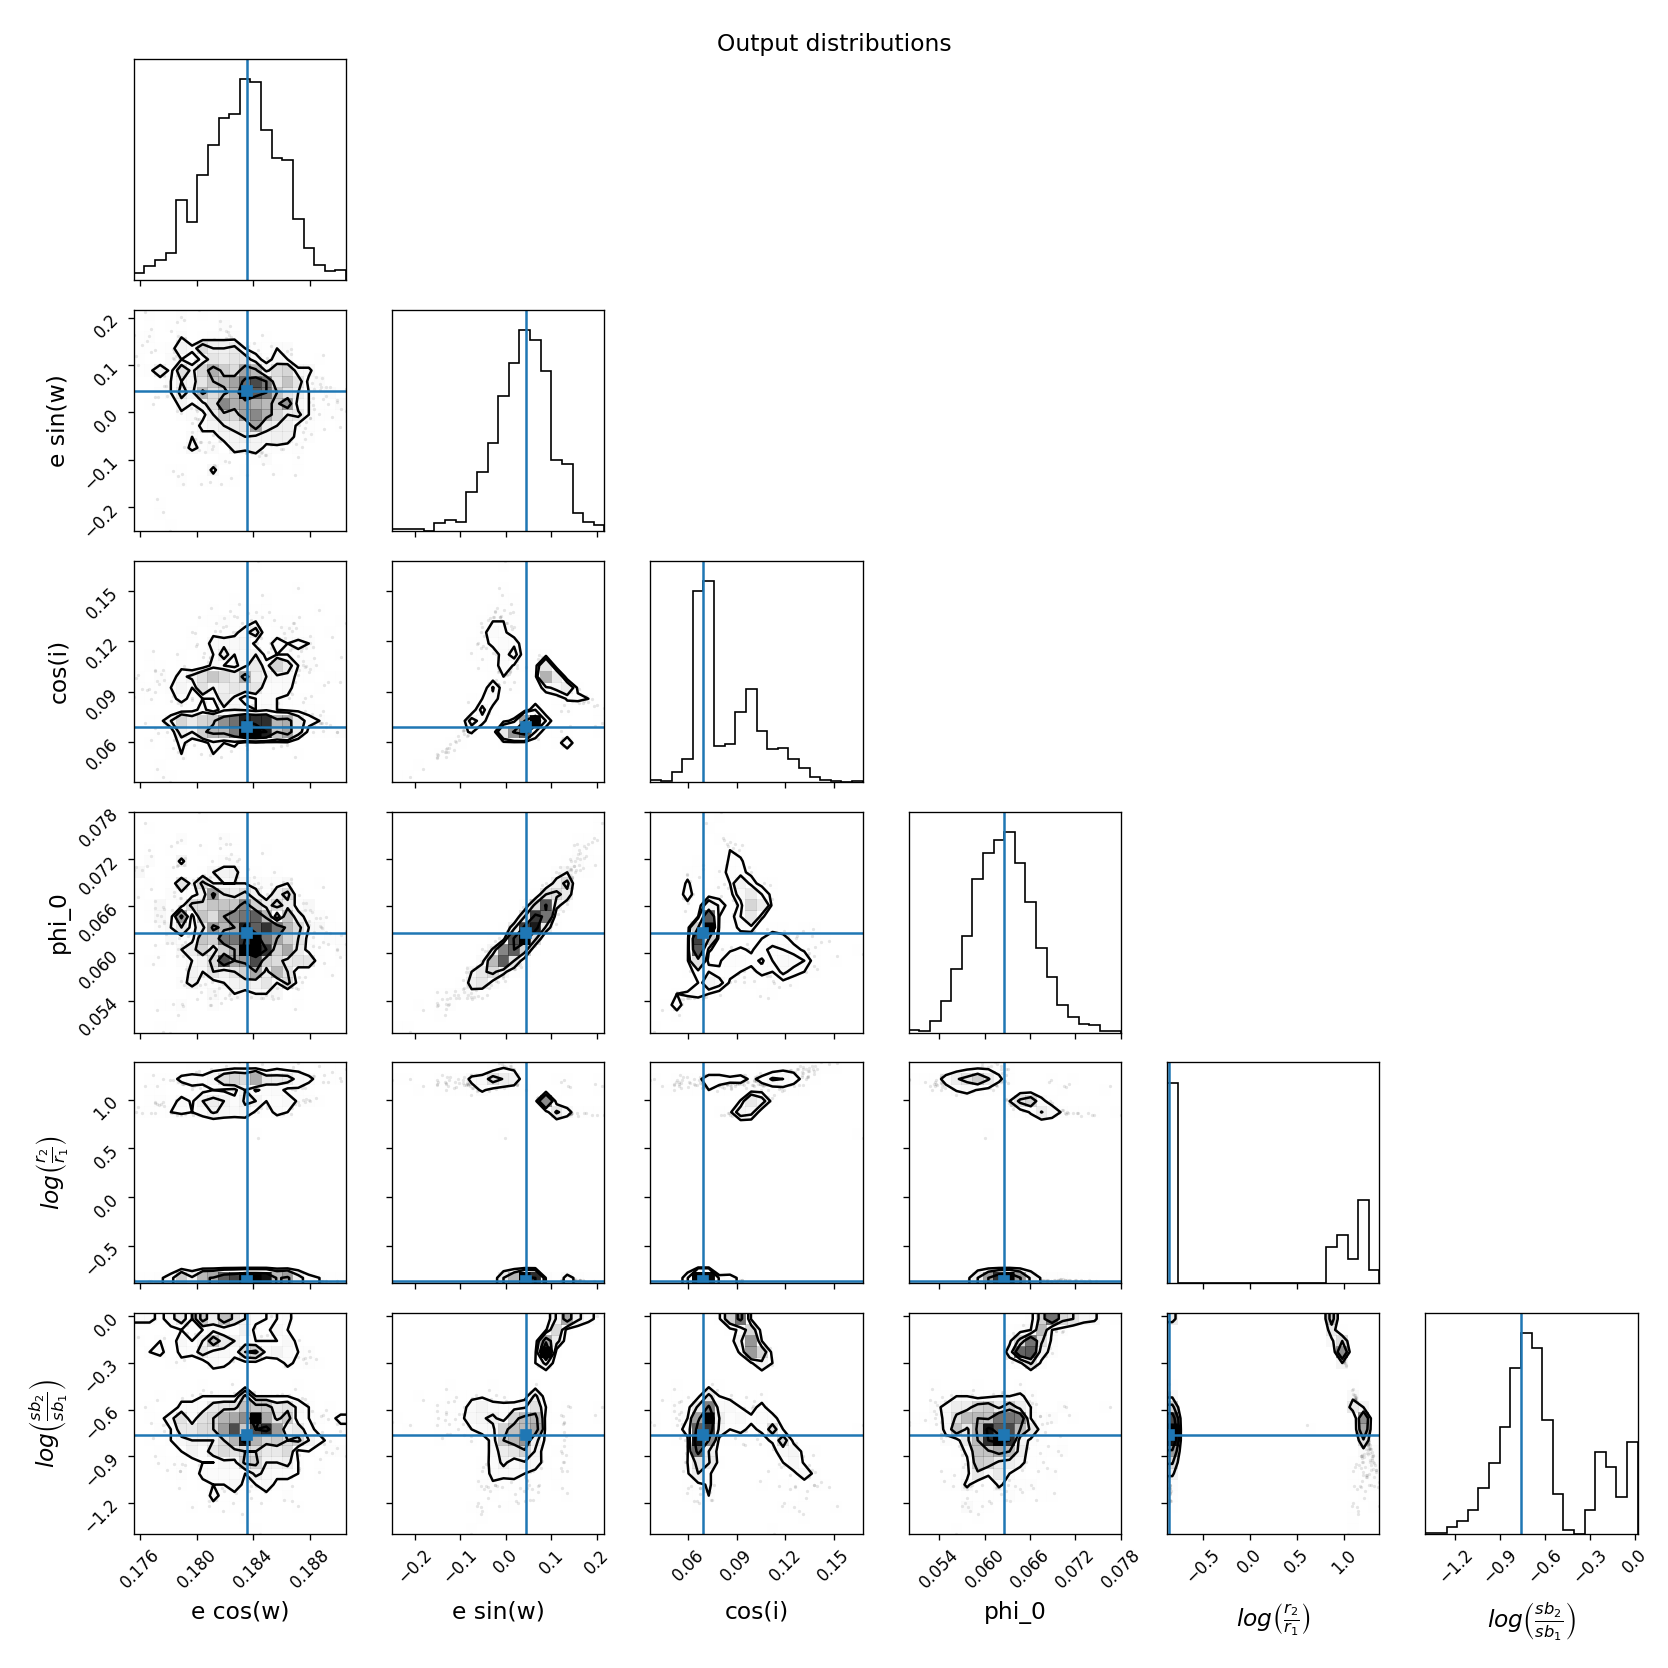 Output distributions
e sin(w)
0.2
0.1
0.0
−0.1
−0.2
cos(i)
0.15
0.12
0.09
0.06
phi_0
0.078
0.072
0.066
0.060
0.054
log(r₂/r₁)
1.0
0.5
0.0
−0.5
log(sb₂/sb₁)
0.0
−0.3
−0.6
−0.9
−1.2
0.176 0.180 0.184 0.188
−0.2 −0.1 0.0 0.1 0.2
0.06 0.09 0.12 0.15
0.054 0.060 0.066 0.072 0.078
−0.5 0.0 0.5 1.0
−1.2 −0.9 −0.6 −0.3 0.0
e cos(w)
e sin(w)
cos(i)
phi_0
log(r₂/r₁)
log(sb₂/sb₁)